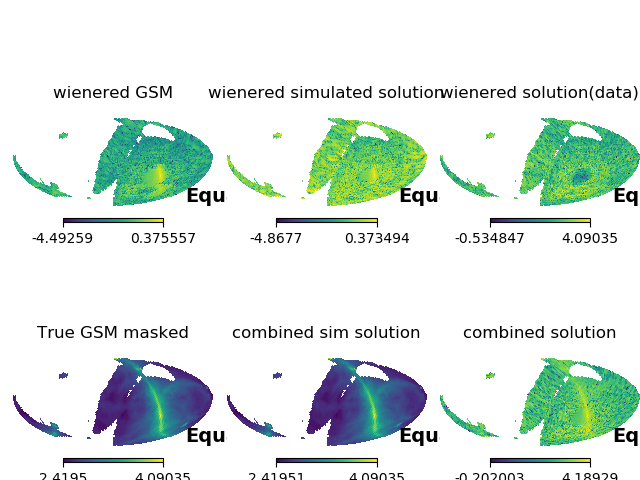 wienered GSM
wienered simulated solution
wienered solution(data)
Equ
Equ
Eq
-4.49259 0.375557
-4.8677 0.373494
-0.534847 4.09035
True GSM masked
combined sim solution
combined solution
Equ
Equ
Eq
2.4195 4.09035
2.41951 4.09035
-0.202003 4.18929